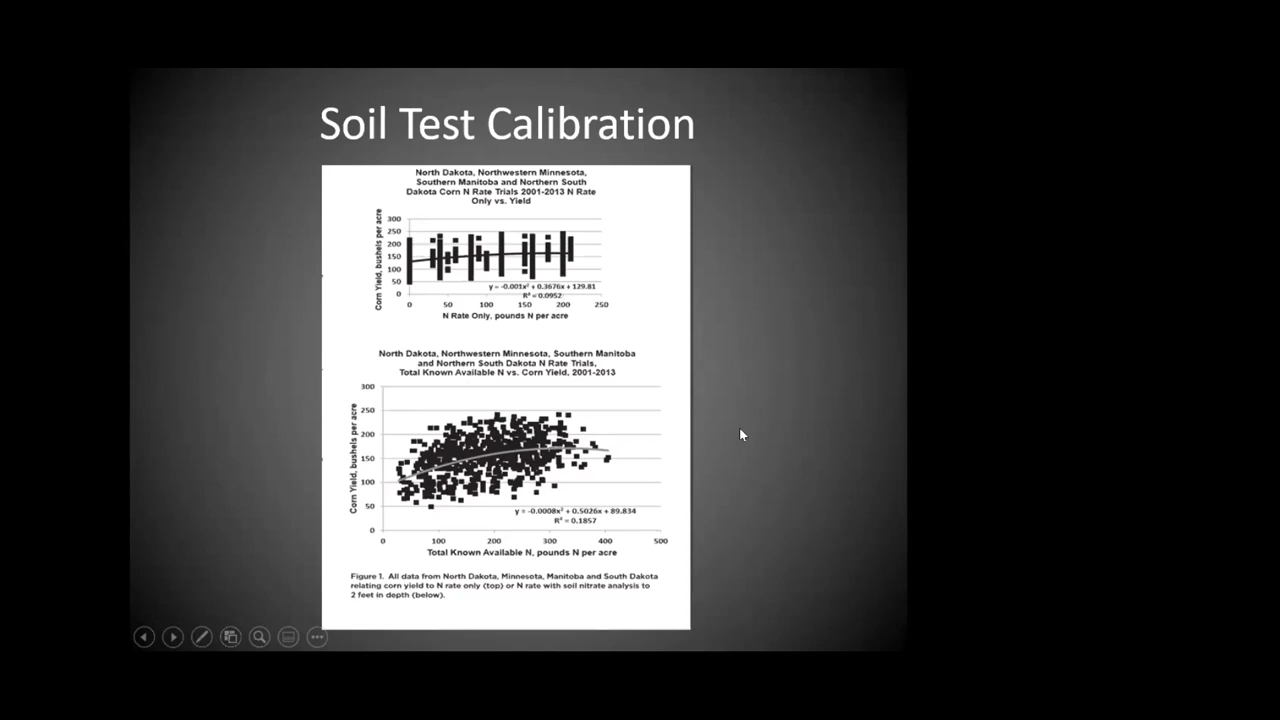 Soil Test Calibration
North Dakota, Northwestern Minnesota,
Southern Manitoba and Northern South
Dakota Corn N Rate Trials 2001-2013 N Rate
Only vs. Yield
Corn Yield, bushels per acre
300
250
200
150
100
50
0
y = -0.001x² + 0.3676x + 129.81
R² = 0.0952
0 50 100 150 200 250
N Rate Only, pounds N per acre
North Dakota, Northwestern Minnesota, Southern Manitoba
and Northern South Dakota N Rate Trials,
Total Known Available N vs. Corn Yield, 2001-2013
Corn Yield, bushels per acre
300
250
200
150
100
50
0
y = -0.0008x² + 0.5026x + 89.834
R² = 0.1857
0 100 200 300 400 500
Total Known Available N, pounds N per acre
Figure 1. All data from North Dakota, Minnesota, Manitoba and South Dakota
relating corn yield to N rate only (top) or N rate with soil nitrate analysis to
2 feet in depth (below).